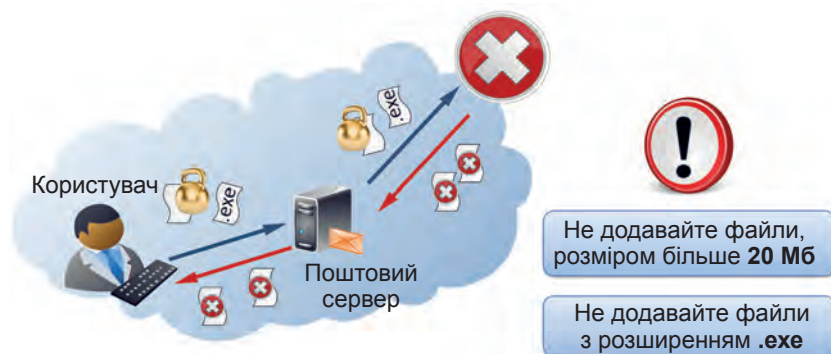 .exe
Користувач
.exe
Поштовий
сервер
Не додавайте файли,
розміром більше 20 Мб
Не додавайте файли
з розширенням .exe